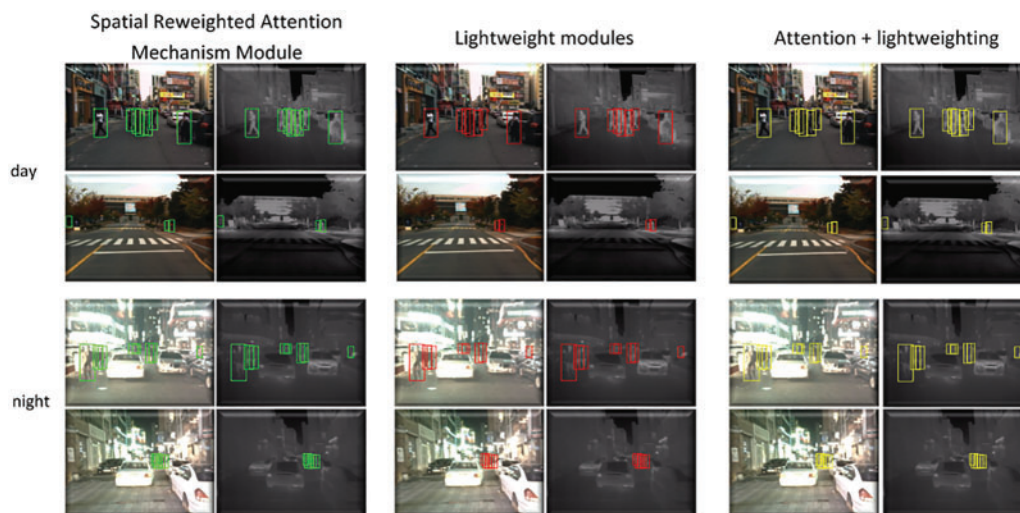 Spatial Reweighted Attention
Mechanism Module
Lightweight modules
Attention + lightweighting
day
night